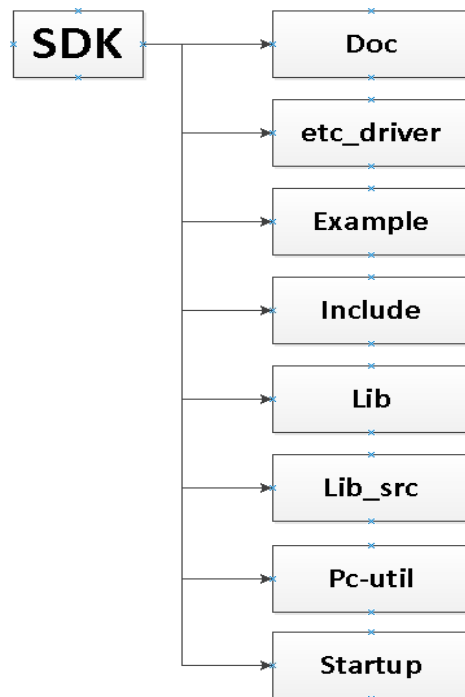 SDK
Doc
etc_driver
Example
Include
Lib
Lib_src
Pc-util
Startup